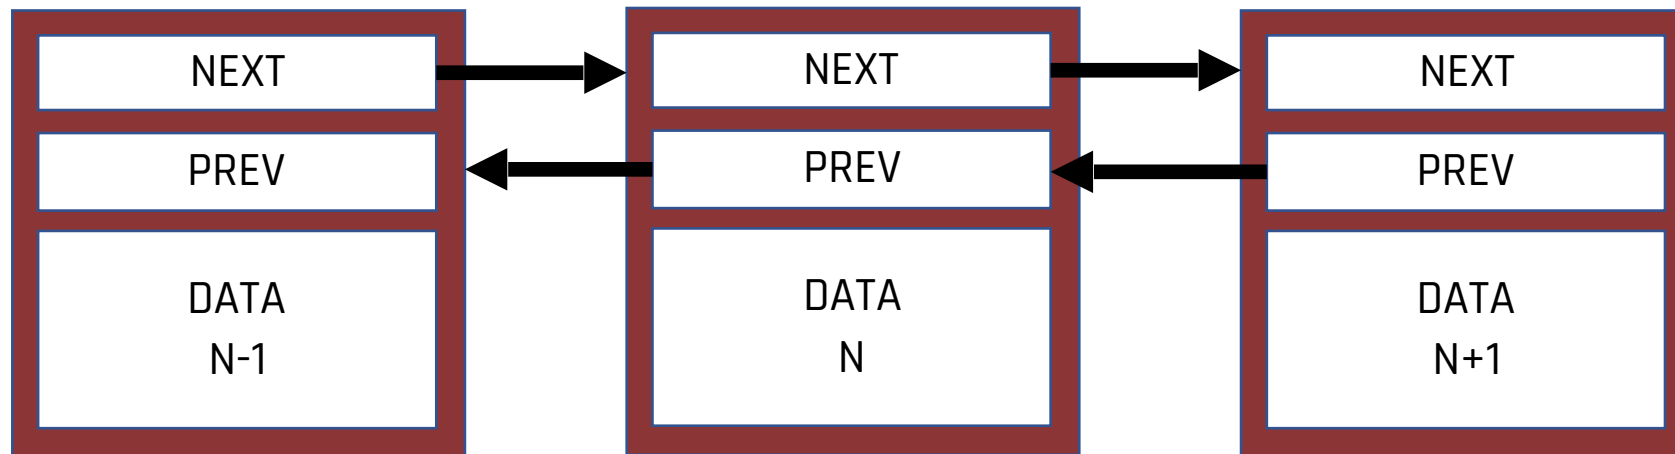 NEXT
PREV
DATA
N-1
NEXT
PREV
DATA
N
NEXT
PREV
DATA
N+1